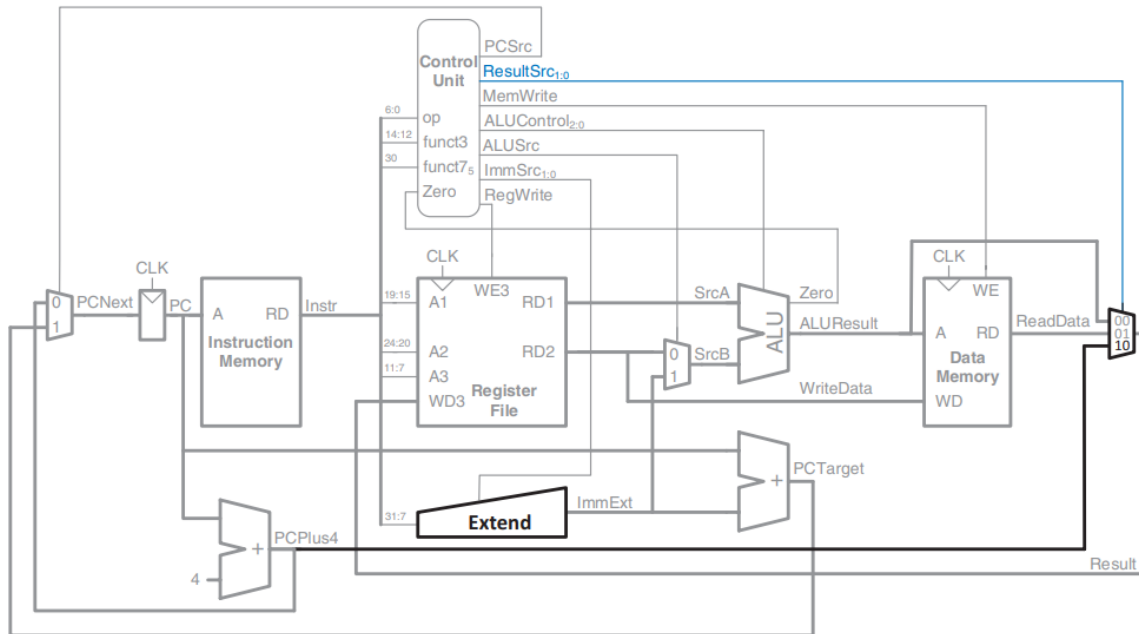 PCSrc
Control
Unit
ResultSrc1:0
MemWrite
6:0
op
ALUControl2:0
14:12
funct3
ALUSrc
30
funct75
ImmSrc1:0
Zero
RegWrite
CLK
CLK
CLK
0
1
PCNext
PC
A
RD
Instr
Instruction
Memory
19:15
A1
WE3
RD1
SrcA
Zero
WE
24:20
A2
RD2
0
1
SrcB
ALU
ALUResult
A
RD
ReadData
00
01
10
11:7
A3
Register
File
WD3
Data
Memory
WriteData
WD
PCTarget
+
31:7
Extend
ImmExt
PCPlus4
+
4
Result